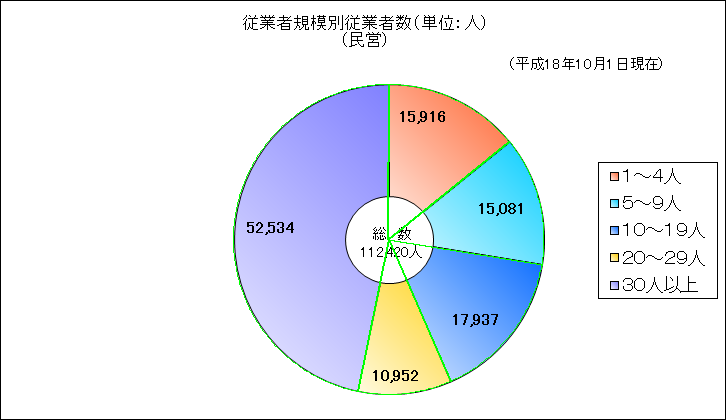 従業者規模別従業者数（単位：人）
（民営）
（平成18年10月1日現在）
15,916
15,081
17,937
10,952
52,534
総　数
112,420人
1～4人
5～9人
10～19人
20～29人
30人以上